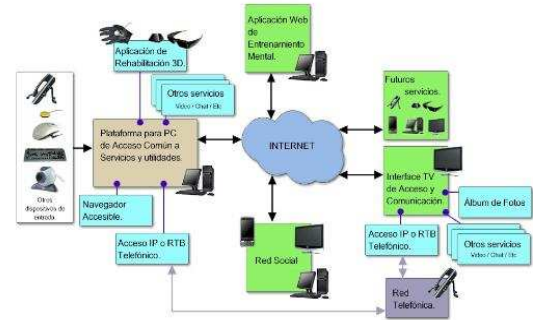 Aplicación de
Rehabilitación 3D.
Otros servicios
Video / Chat / Etc
Plataforma para PC
de Acceso Común a
Servicios y utilidades.
Otros
dispositivos de
entrada.
Navegador
Accesible.
Acceso IP o RTB
Telefónico.
Aplicación Web
de
Entrenamiento
Mental.
INTERNET
Red Social
Futuros
servicios.
Interface TV
de Acceso y
Comunicación.
Álbum de Fotos
Acceso IP o RTB
Telefónico.
Otros servicios
Video / Chat / Etc
Red
Telefónica.